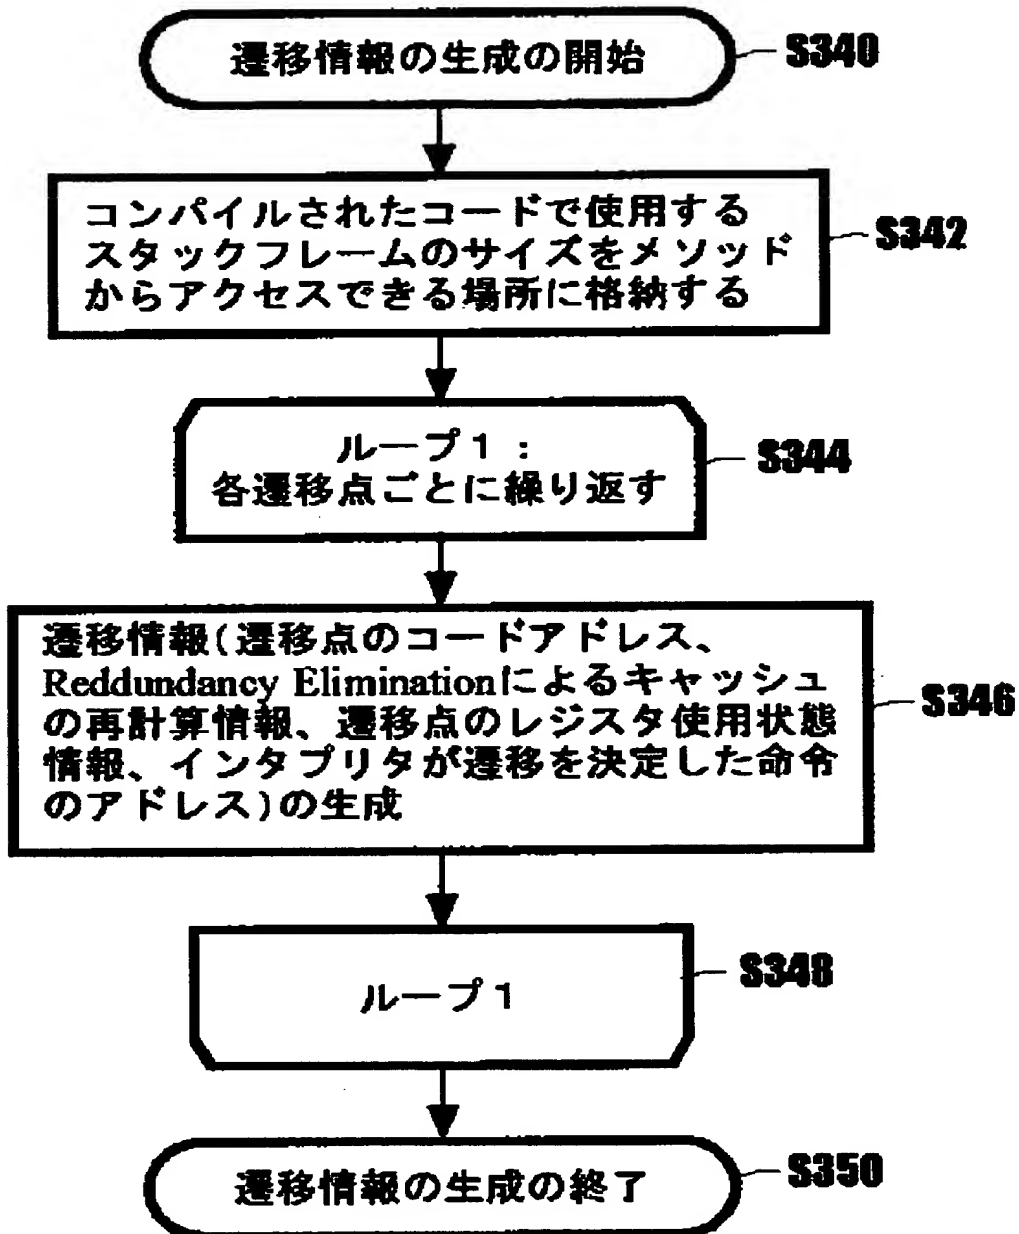 遷移情報の生成の開始
S340
コンパイルされたコードで使用する
スタックフレームのサイズをメソッド
からアクセスできる場所に格納する
S342
ループ1:
各遷移点ごとに繰り返す
S344
遷移情報(遷移点のコードアドレス、
Reddundancy Eliminationによるキャッシュ
の再計算情報、遷移点のレジスタ使用状態
情報、インタプリタが遷移を決定した命令
のアドレス)の生成
S346
ループ1
S348
遷移情報の生成の終了
S350